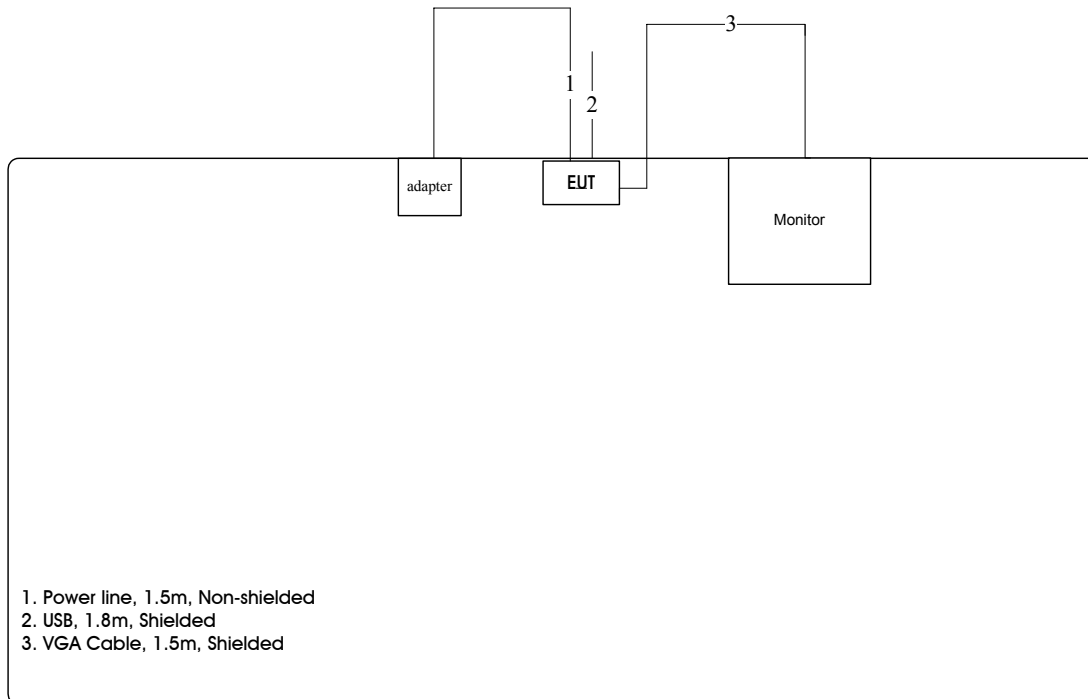 3
1
2
adapter
EUT
Monitor
1. Power line, 1.5m, Non-shielded
2. USB, 1.8m, Shielded
3. VGA Cable, 1.5m, Shielded